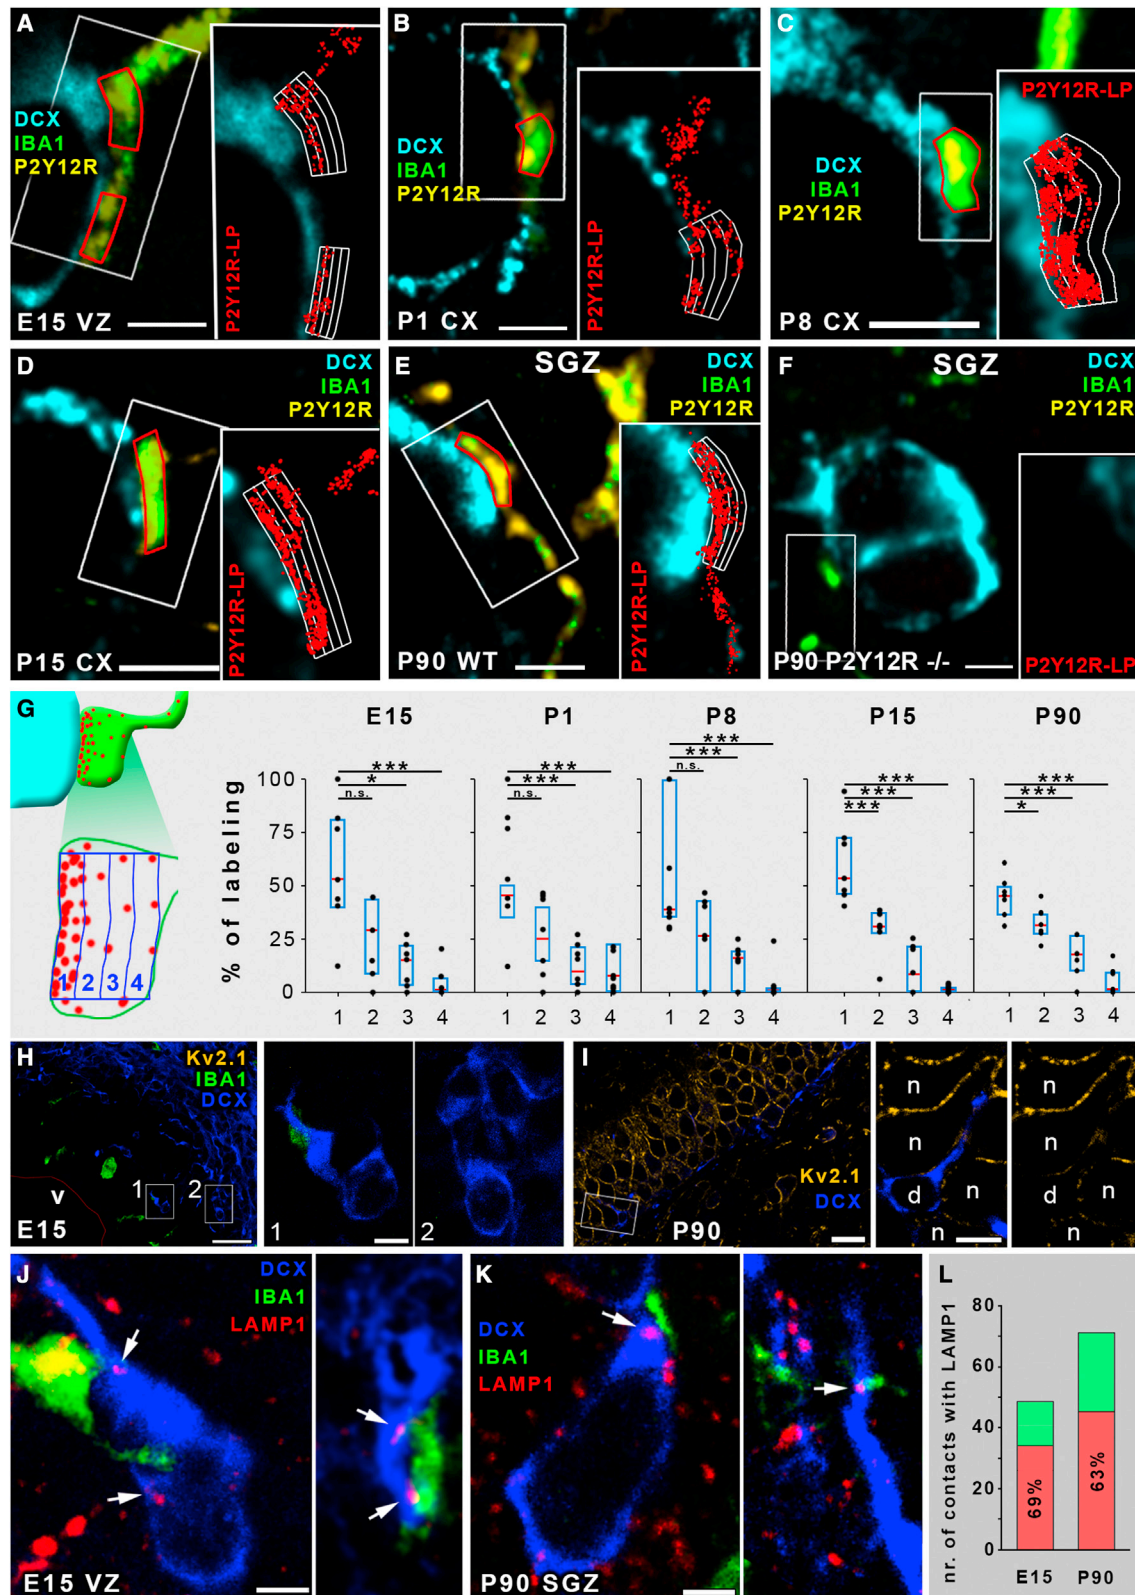 A
DCX
IBA1
P2Y12R
E15 VZ
P2Y12R-LP
B
DCX
IBA1
P2Y12R
P1 CX
P2Y12R-LP
C
DCX
IBA1
P2Y12R
P8 CX
P2Y12R-LP
D
DCX
IBA1
P2Y12R
P15 CX
P2Y12R-LP
E
SGZ
DCX
IBA1
P2Y12R
P90 WT
P2Y12R-LP
F
SGZ
DCX
IBA1
P2Y12R
P90 P2Y12R -/-
P2Y12R-LP
G
1 2 3 4
% of labeling
100
75
50
25
0
E15
***
*
n.s.
1 2 3 4
P1
***
***
n.s.
1 2 3 4
P8
***
***
n.s.
1 2 3 4
P15
***
***
***
1 2 3 4
P90
***
***
*
1 2 3 4
H
Kv2.1
IBA1
DCX
v
1
2
E15
1
2
I
Kv2.1
DCX
P90
n
n
d
n
n
n
n
d
n
n
J
DCX
IBA1
LAMP1
E15 VZ
K
DCX
IBA1
LAMP1
P90 SGZ
L
nr. of contacts with LAMP1
80
60
40
20
0
69%
63%
E15
P90